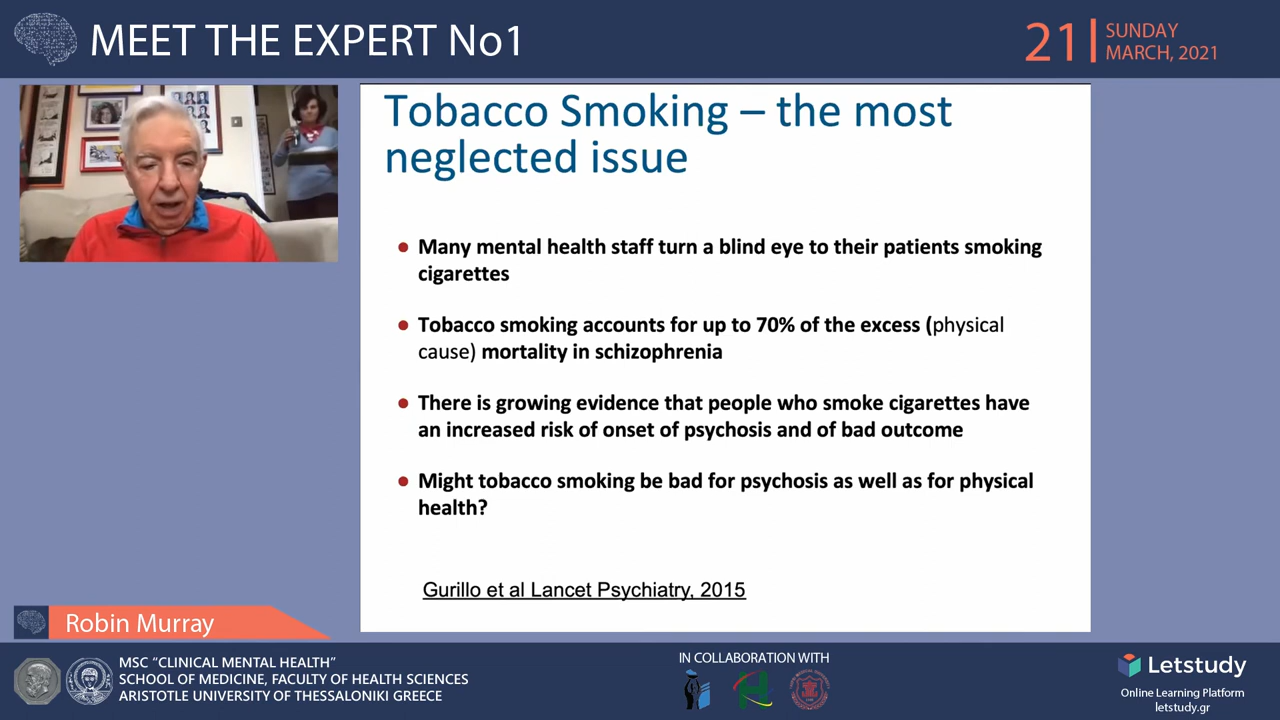 MEET THE EXPERT No1
21
SUNDAY
MARCH, 2021
Tobacco Smoking – the most
neglected issue
• Many mental health staff turn a blind eye to their patients smoking
cigarettes
• Tobacco smoking accounts for up to 70% of the excess (physical
cause) mortality in schizophrenia
• There is growing evidence that people who smoke cigarettes have
an increased risk of onset of psychosis and of bad outcome
• Might tobacco smoking be bad for psychosis as well as for physical
health?
Gurillo et al Lancet Psychiatry, 2015
Robin Murray
MSC “CLINICAL MENTAL HEALTH”
SCHOOL OF MEDICINE, FACULTY OF HEALTH SCIENCES
ARISTOTLE UNIVERSITY OF THESSALONIKI GREECE
IN COLLABORATION WITH
Letstudy
Online Learning Platform
letstudy.gr